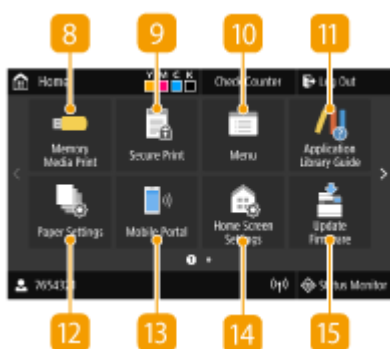 8 9 10 11
Home Y M C K Check Counter Log Out
Memory Media Print
Secure Print
Menu
Application Library Guide
Paper Settings
Mobile Portal
Home Screen Settings
Update Firmware
1
7654321 Status Monitor
12 13 14 15